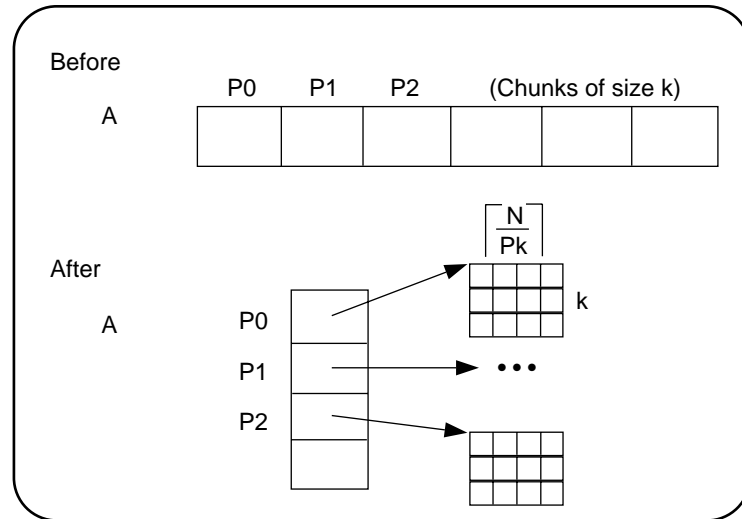 Before
P0 P1 P2 (Chunks of size k)
A
N
Pk
After
k
A
P0
P1
•••
P2